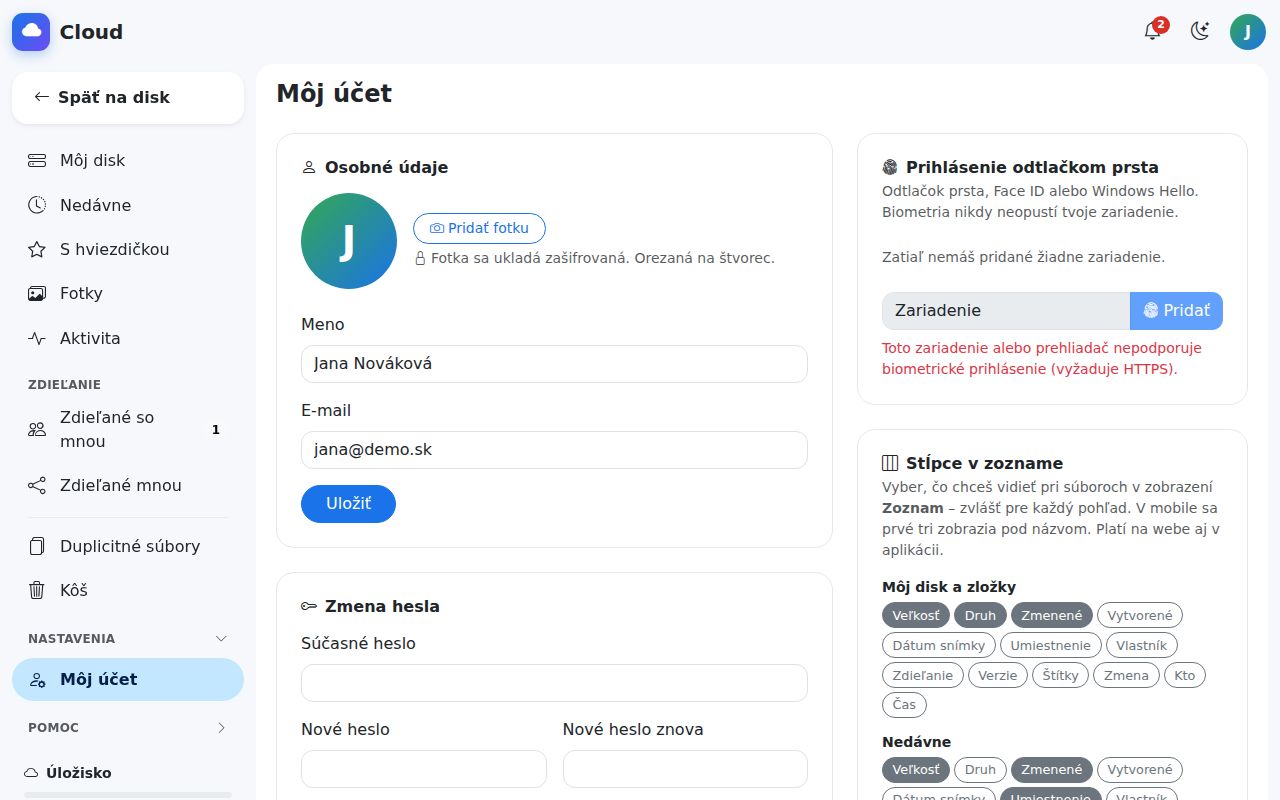 Cloud
2
J
Späť na disk
Môj disk
Nedávne
S hviezdičkou
Fotky
Aktivita
ZDIEĽANIE
Zdieľané so
mnou
1
Zdieľané mnou
Duplicitné súbory
Kôš
NASTAVENIA
Môj účet
POMOC
Úložisko
Môj účet
Osobné údaje
J
Pridať fotku
Fotka sa ukladá zašifrovaná. Orezaná na štvorec.
Meno
Jana Nováková
E-mail
jana@demo.sk
Uložiť
Zmena hesla
Súčasné heslo
Nové heslo
Nové heslo znova
Prihlásenie odtlačkom prsta
Odtlačok prsta, Face ID alebo Windows Hello.
Biometria nikdy neopustí tvoje zariadenie.
Zatiaľ nemáš pridané žiadne zariadenie.
Zariadenie
Pridať
Toto zariadenie alebo prehliadač nepodporuje
biometrické prihlásenie (vyžaduje HTTPS).
Stĺpce v zozname
Vyber, čo chceš vidieť pri súboroch v zobrazení
Zoznam – zvlášť pre každý pohľad. V mobile sa
prvé tri zobrazia pod názvom. Platí na webe aj v
aplikácii.
Môj disk a zložky
Veľkosť Druh Zmenené Vytvorené
Dátum snímky Umiestnenie Vlastník
Zdieľanie Verzie Štítky Zmena Kto
Čas
Nedávne
Veľkosť Druh Zmenené Vytvorené
Dátum snímky Umiestnenie Vlastník